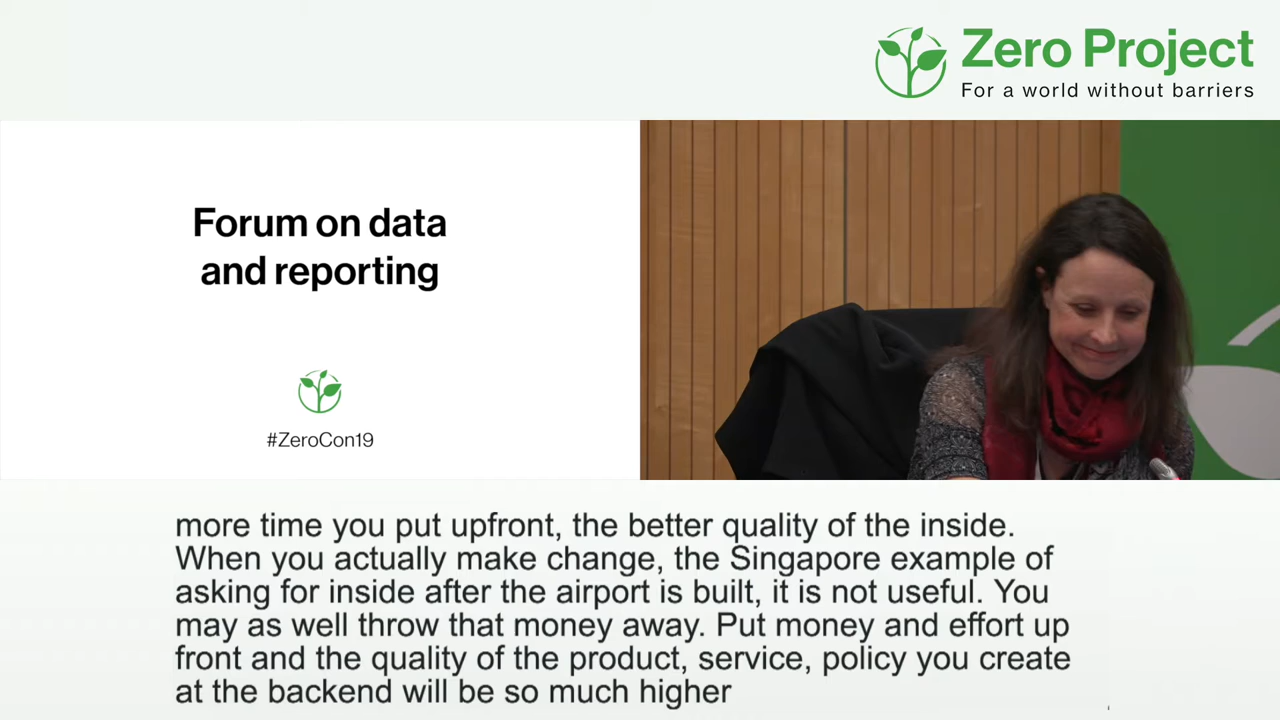 Zero Project
For a world without barriers
Forum on data
and reporting
#ZeroCon19
more time you put upfront, the better quality of the inside.
When you actually make change, the Singapore example of
asking for inside after the airport is built, it is not useful. You
may as well throw that money away. Put money and effort up
front and the quality of the product, service, policy you create
at the backend will be so much higher